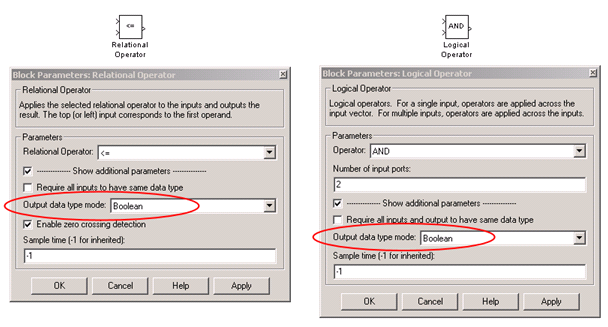 <=
Relational
Operator
AND
Logical
Operator
Block Parameters: Relational Operator
Relational Operator
Applies the selected relational operator to the inputs and outputs the
result. The top (or left) input corresponds to the first operand.
Parameters
Relational Operator: <=
-------------- Show additional parameters --------------
Require all inputs to have same data type
Output data type mode: Boolean
Enable zero crossing detection
Sample time (-1 for inherited):
-1
OK Cancel Help Apply
Block Parameters: Logical Operator
Logical Operator
Logical operators. For a single input, operators are applied across the
input vector. For multiple inputs, operators are applied across the inputs.
Parameters
Operator: AND
Number of input ports:
2
-------------- Show additional parameters --------------
Require all inputs and output to have same data type
Output data type mode: Boolean
Sample time (-1 for inherited):
-1
OK Cancel Help Apply